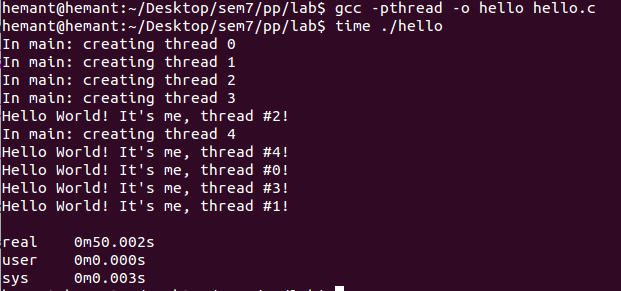 hemant@hemant:~/Desktop/sem7/pp/lab$ gcc -pthread -o hello hello.c
hemant@hemant:~/Desktop/sem7/pp/lab$ time ./hello
In main: creating thread 0
In main: creating thread 1
In main: creating thread 2
In main: creating thread 3
Hello World! It's me, thread #2!
In main: creating thread 4
Hello World! It's me, thread #4!
Hello World! It's me, thread #0!
Hello World! It's me, thread #3!
Hello World! It's me, thread #1!
real 0m50.002s
user 0m0.000s
sys 0m0.003s